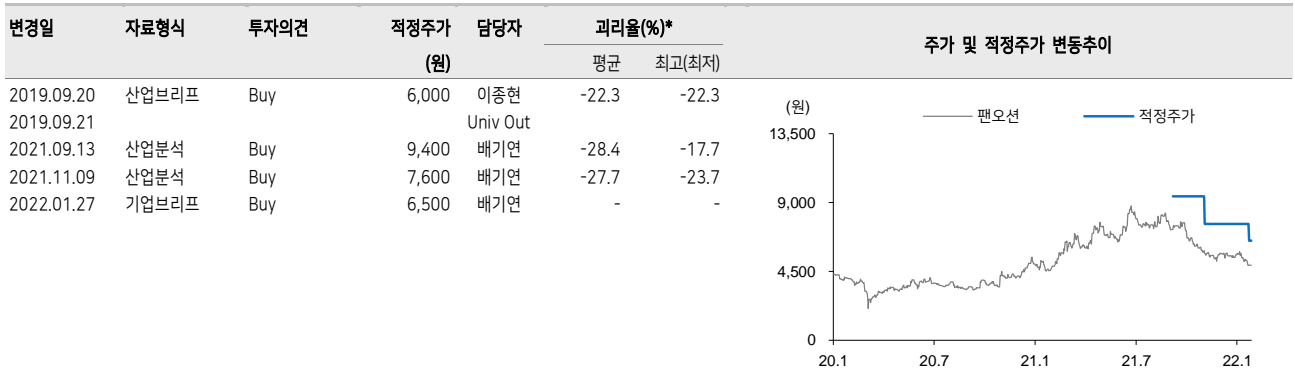 변경일 자료형식 투자의견 적정주가 담당자 괴리율(%)*
(원) 평균 최고(최저)
2019.09.20 산업브리프 Buy 6,000 이종현 -22.3 -22.3
2019.09.21 Univ Out
2021.09.13 산업분석 Buy 9,400 배기연 -28.4 -17.7
2021.11.09 산업분석 Buy 7,600 배기연 -27.7 -23.7
2022.01.27 기업브리프 Buy 6,500 배기연 - -
주가 및 적정주가 변동추이
(원) 팬오션 적정주가
13,500
9,000
4,500
0
20.1 20.7 21.1 21.7 22.1